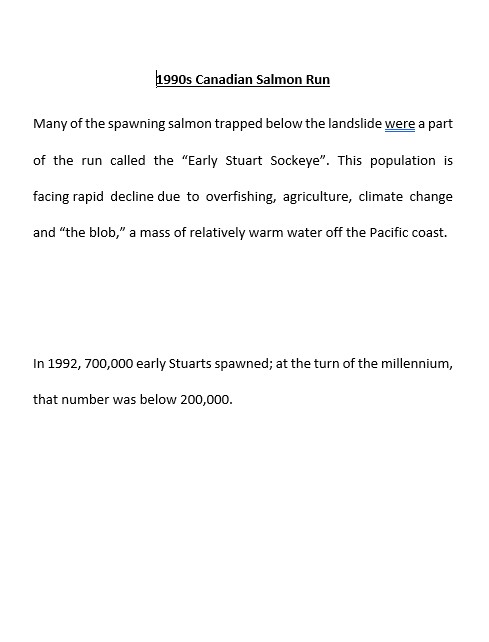 1990s Canadian Salmon Run
Many of the spawning salmon trapped below the landslide were a part
of the run called the “Early Stuart Sockeye”. This population is
facing rapid decline due to overfishing, agriculture, climate change
and “the blob,” a mass of relatively warm water off the Pacific coast.
In 1992, 700,000 early Stuarts spawned; at the turn of the millennium,
that number was below 200,000.